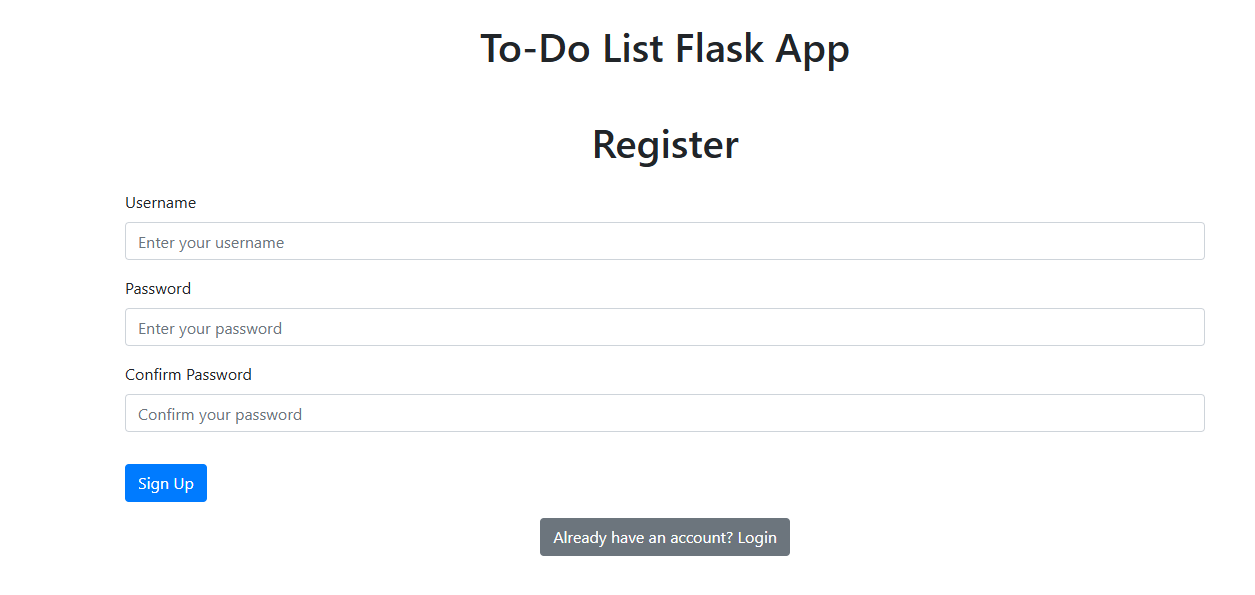 To-Do List Flask App
Register
Username
Enter your username
Password
Enter your password
Confirm Password
Confirm your password
Sign Up
Already have an account? Login